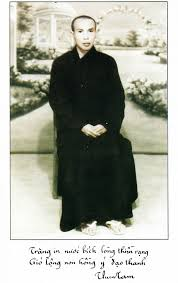 Trăng in nước biếc lòng thiền rạng
Gió lộng non hồng ý đạo thanh